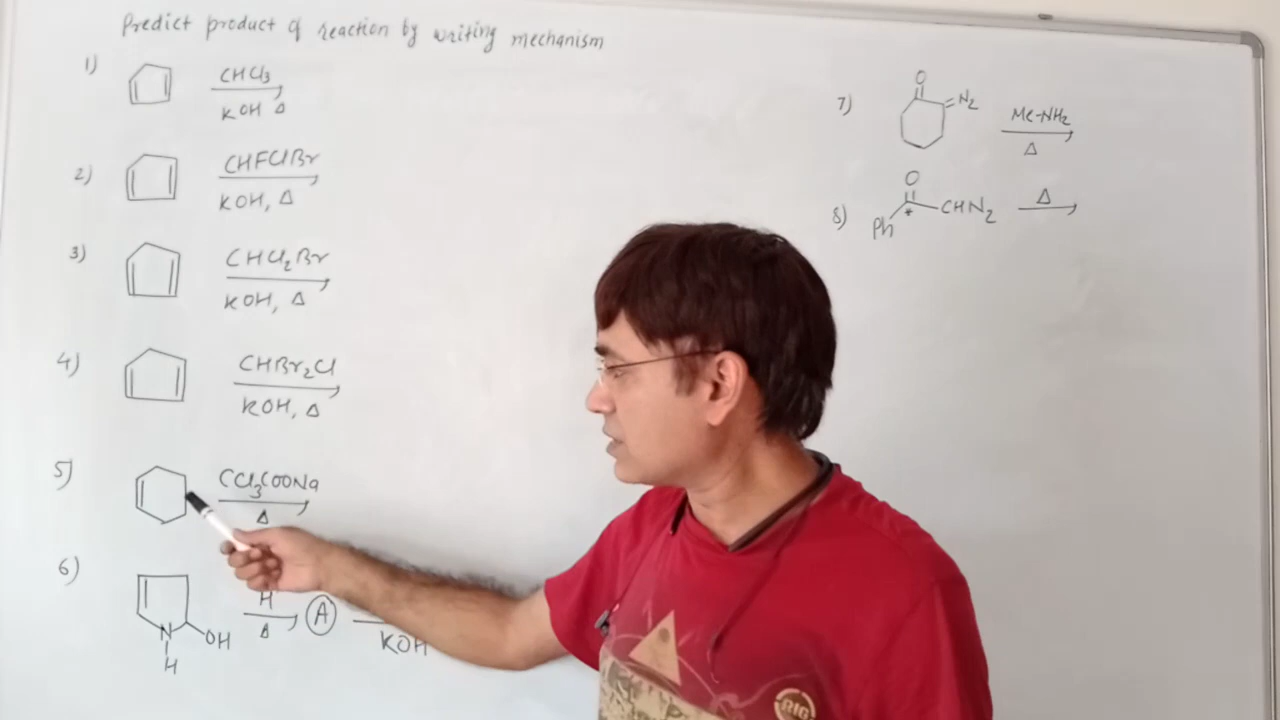 Predict product of reaction by writing mechanism
1)
CHCl3
KOH Δ
2)
CHFClBr
KOH, Δ
3)
CHCl2Br
KOH, Δ
4)
CHBr2Cl
KOH, Δ
5)
CCl3COONa
Δ
6)
N
H
OH
H
Δ
A
KOH
7)
O
N2
Me-NH2
Δ
8)
O
Ph
*
CHN2
Δ
RIG